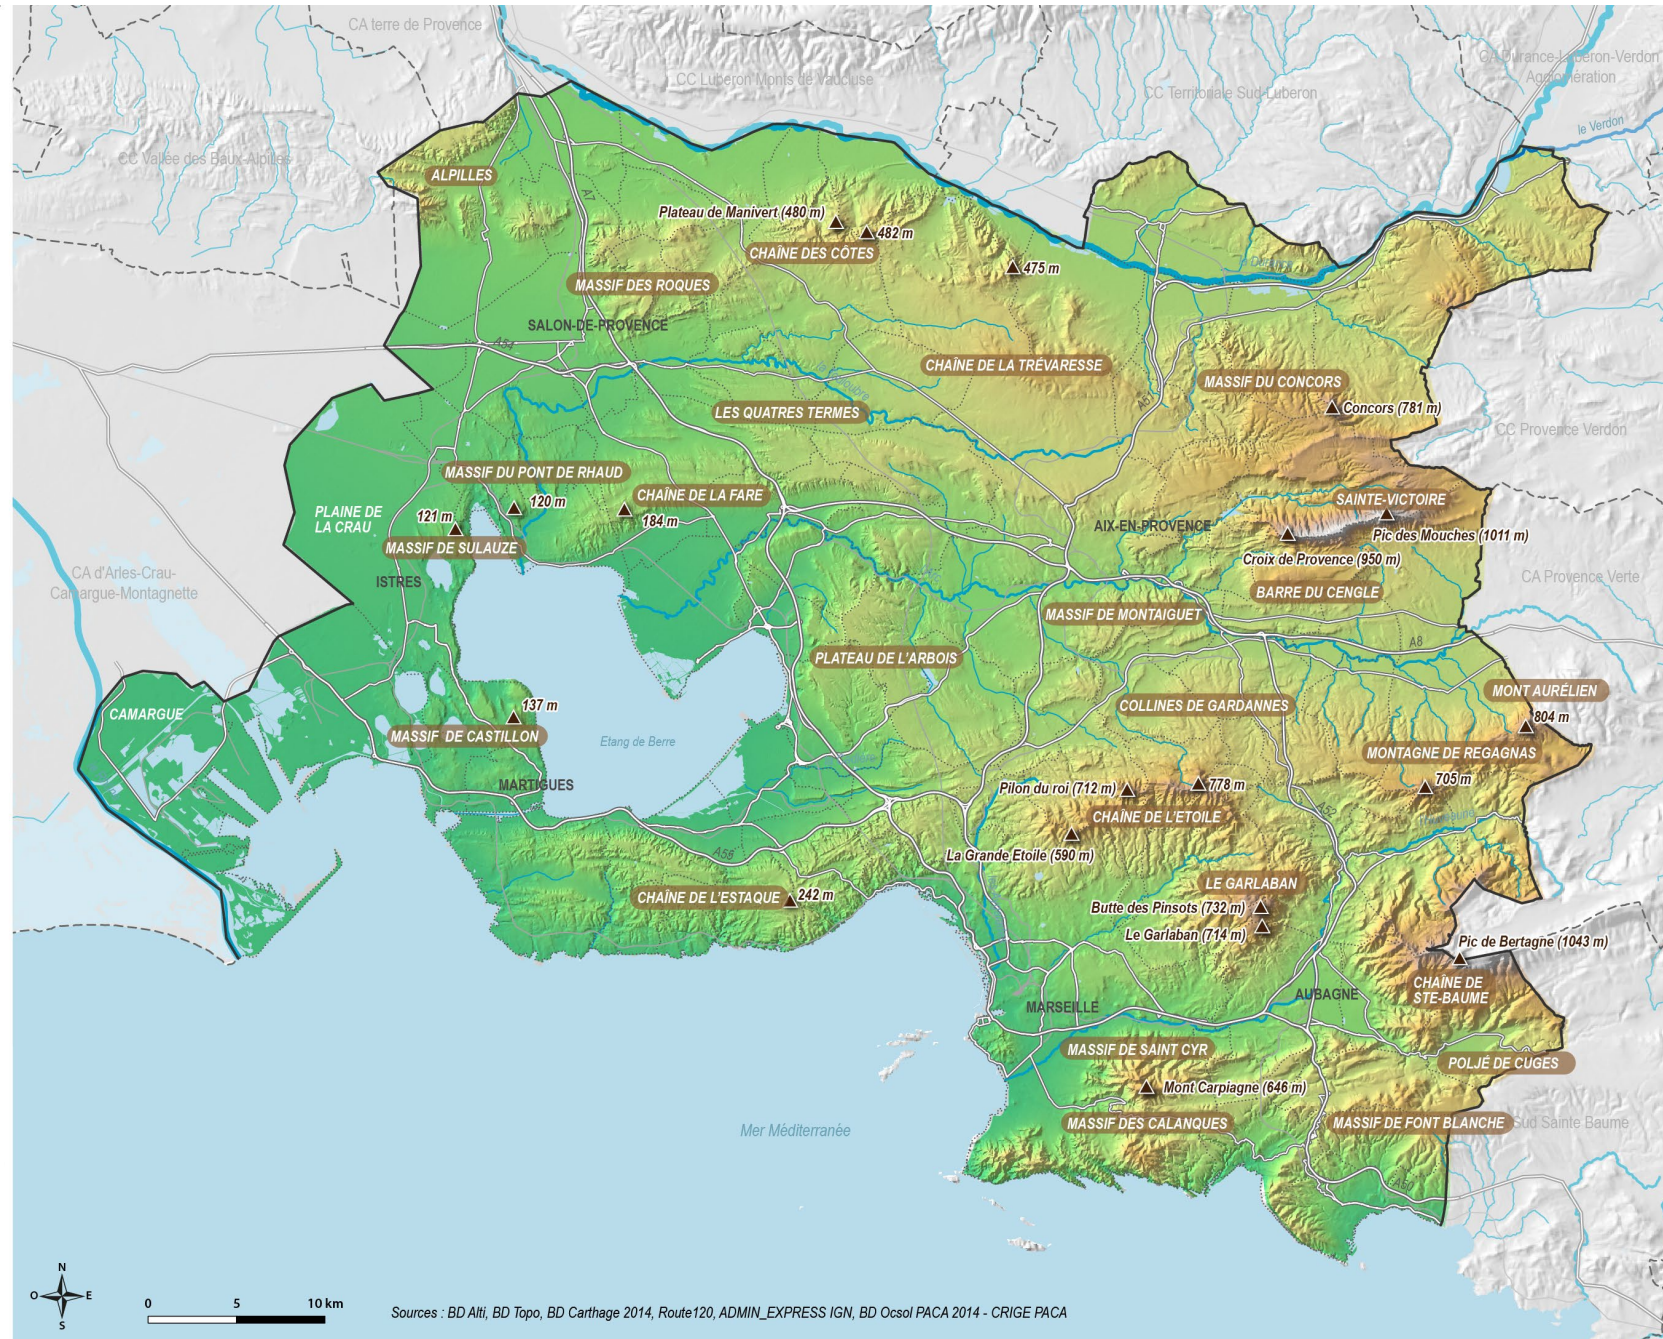 CA terre de Provence
CC Luberon Monts de Vaucluse
CA Durance-Luberon-Verdon
Agglomération
CC Territoriale Sud-Luberon
le Verdon
CC Vallée des Baux-Alpilles
ALPILLES
A7
Plateau de Manivert (480 m)
482 m
CHAÎNE DES CÔTES
475 m
la Durance
MASSIF DES ROQUES
SALON-DE-PROVENCE
A54
CHAÎNE DE LA TRÉVARESSE
la Touloubre
MASSIF DU CONCORS
A51
Concors (781 m)
LES QUATRES TERMES
CC Provence Verdon
MASSIF DU PONT DE RHAUD
120 m
CHAÎNE DE LA FARE
184 m
SAINTE-VICTOIRE
PLAINE DE
LA CRAU
121 m
MASSIF DE SULAUZE
AIX-EN-PROVENCE
Pic des Mouches (1011 m)
Croix de Provence (950 m)
CA d'Arles-Crau-
Camargue-Montagnette
ISTRES
CA Provence Verte
BARRE DU CENGLE
MASSIF DE MONTAIGUET
A8
PLATEAU DE L'ARBOIS
MONT AURÉLIEN
804 m
CAMARGUE
137 m
MASSIF DE CASTILLON
COLLINES DE GARDANNES
Etang de Berre
MONTAGNE DE REGAGNAS
705 m
MARTIGUES
Pilon du roi (712 m)
778 m
CHAÎNE DE L'ETOILE
A52
A55
La Grande Etoile (590 m)
CHAÎNE DE L'ESTAQUE
242 m
LE GARLABAN
Butte des Pinsots (732 m)
Le Garlaban (714 m)
Pic de Bertagne (1043 m)
CHAÎNE DE
STE-BAUME
AUBAGNE
MARSEILLE
MASSIF DE SAINT CYR
POLJÉ DE CUGES
Mont Carpiagne (646 m)
MASSIF DES CALANQUES
MASSIF DE FONT BLANCHE
Sud Sainte Baume
Mer Méditerranée
A50
N
O
E
S
0
5
10 km
Sources : BD Alti, BD Topo, BD Carthage 2014, Route120, ADMIN_EXPRESS IGN, BD Ocsol PACA 2014 - CRIGE PACA